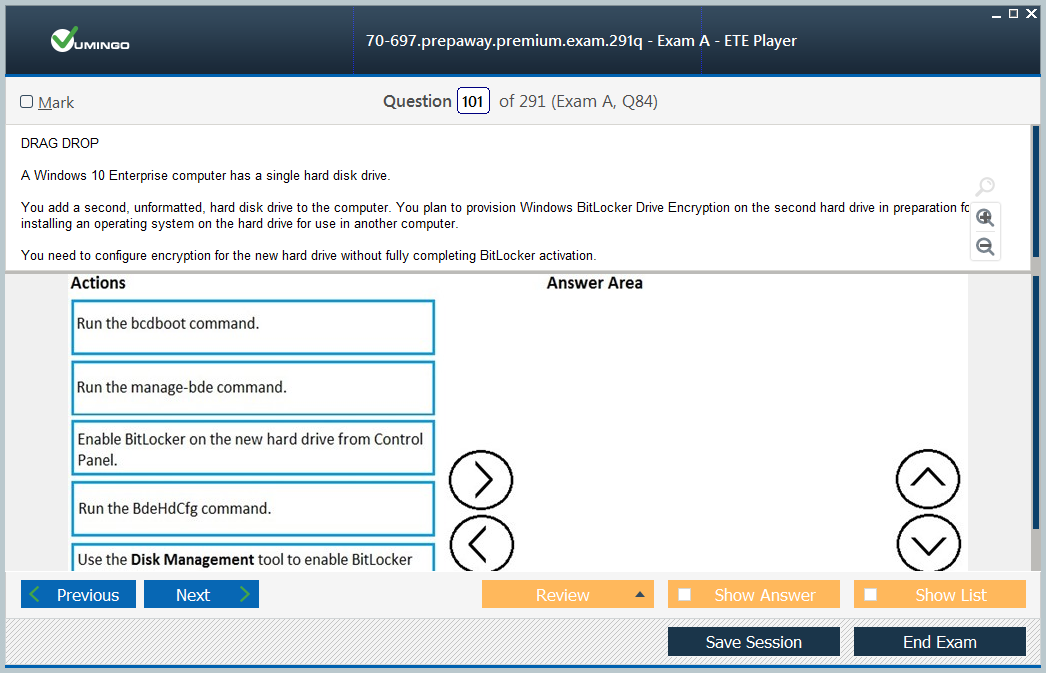 VUMINGO
70-697.prepaway.premium.exam.291q - Exam A - ETE Player
Mark
Question 101 of 291 (Exam A, Q84)
DRAG DROP
A Windows 10 Enterprise computer has a single hard disk drive.
You add a second, unformatted, hard disk drive to the computer. You plan to provision Windows BitLocker Drive Encryption on the second hard drive in preparation fo
installing an operating system on the hard drive for use in another computer.
You need to configure encryption for the new hard drive without fully completing BitLocker activation.
Actions
Answer Area
Run the bcdboot command.
Run the manage-bde command.
Enable BitLocker on the new hard drive from Control
Panel.
Run the BdeHdCfg command.
Use the Disk Management tool to enable BitLocker
Previous
Next
Review
Show Answer
Show List
Save Session
End Exam